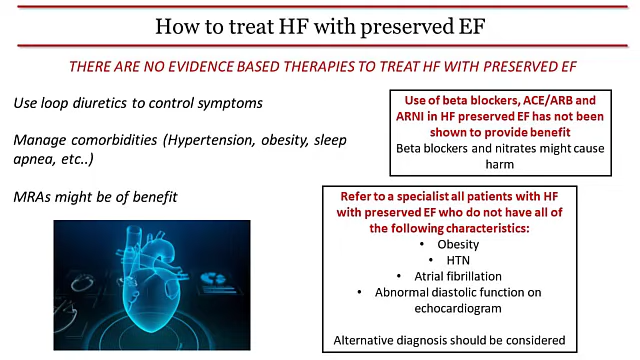 How to treat HF with preserved EF
THERE ARE NO EVIDENCE BASED THERAPIES TO TREAT HF WITH PRESERVED EF
Use loop diuretics to control symptoms
Manage comorbidities (Hypertension, obesity, sleep
apnea, etc..)
MRAs might be of benefit
Use of beta blockers, ACE/ARB and
ARNI in HF preserved EF has not been
shown to provide benefit
Beta blockers and nitrates might cause
harm
Refer to a specialist all patients with HF
with preserved EF who do not have all of
the following characteristics:
• Obesity
• HTN
• Atrial fibrillation
• Abnormal diastolic function on
echocardiogram
Alternative diagnosis should be considered